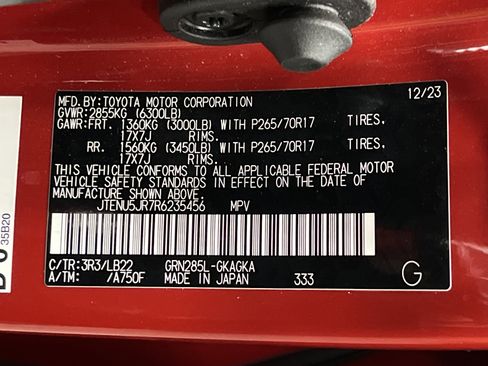 MFD.BY:TOYOTA MOTOR CORPORATION 12/23
GVWR:2855KG (6300LB)
GAWR:FRT. 1360KG (3000LB) WITH P265/70R17 TIRES,
17X7J RIMS.
RR. 1560KG (3450LB) WITH P265/70R17 TIRES,
17X7J RIMS.
THIS VEHICLE CONFORMS TO ALL APPLICABLE FEDERAL MOTOR
VEHICLE SAFETY STANDARDS IN EFFECT ON THE DATE OF
MANUFACTURE SHOWN ABOVE.
JTENU5JR7R6235456 MPV
C/TR:3R3/LB22 GRN285L-GKAGKA
A/TM: /A750F MADE IN JAPAN 333 G
35B20